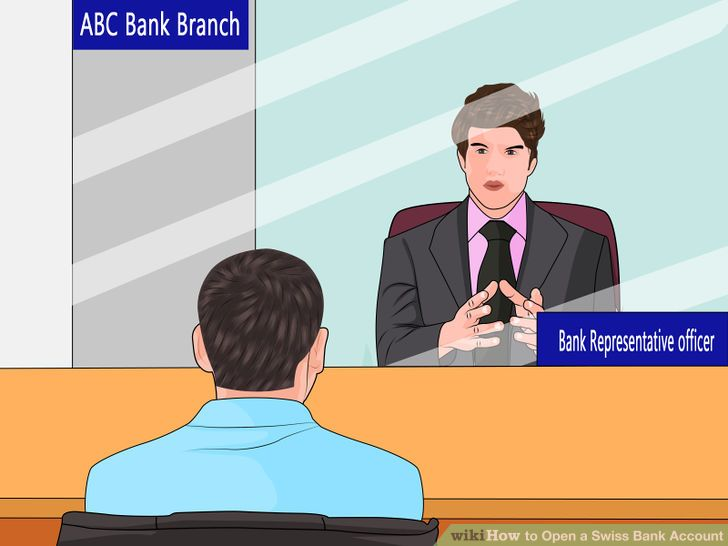 ABC Bank Branch
Bank Representative officer
wikiHow to Open a Swiss Bank Account